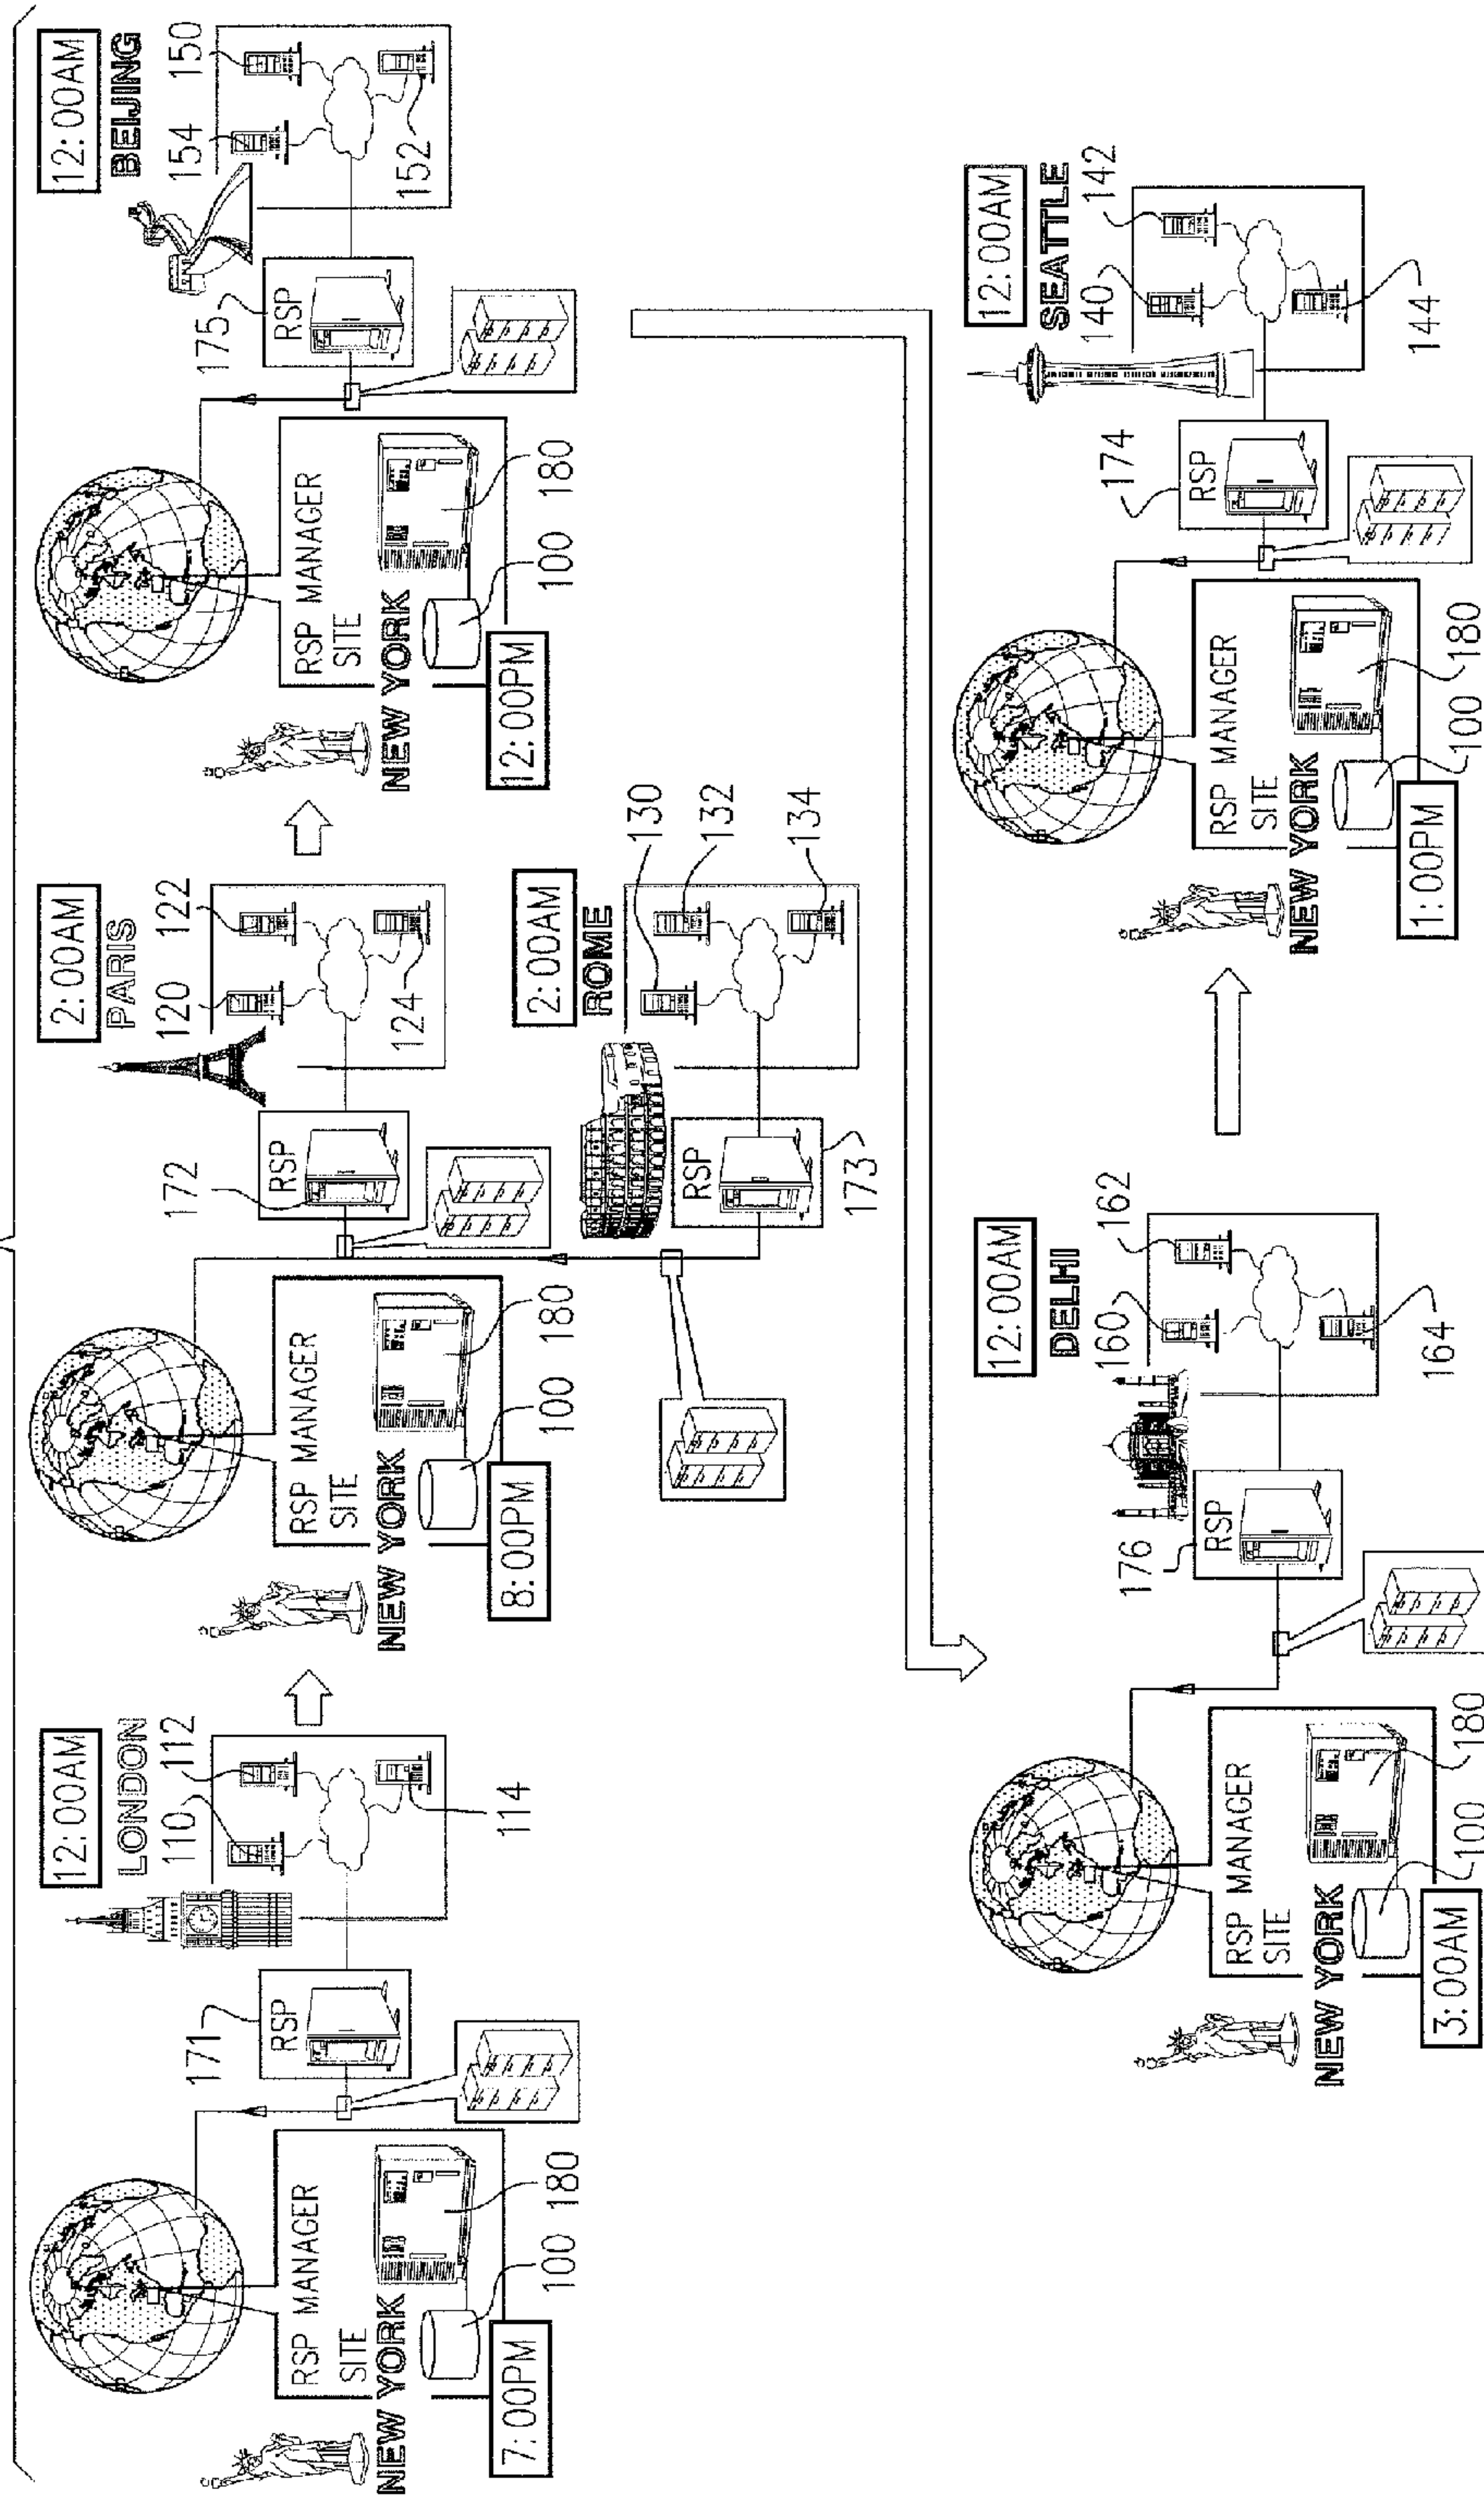 12:00AM
LONDON
110
112
114
171
RSP
RSP MANAGER
SITE
NEW YORK
7:00PM
100
180
2:00AM
PARIS
120
122
124
172
RSP
RSP MANAGER
SITE
NEW YORK
8:00PM
100
180
2:00AM
ROME
130
132
134
RSP
173
12:00AM
BEIJING
154
150
152
175
RSP
RSP MANAGER
SITE
NEW YORK
12:00PM
100
180
12:00AM
DELHI
160
162
164
176
RSP
RSP MANAGER
SITE
NEW YORK
3:00AM
100
180
12:00AM
SEATTLE
140
142
144
174
RSP
RSP MANAGER
SITE
NEW YORK
1:00PM
100
180